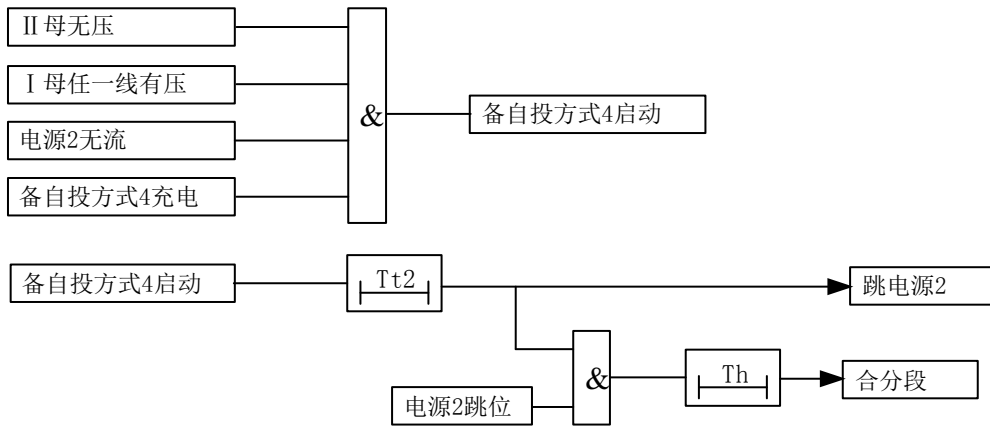 Ⅱ母无压
Ⅰ母任一线有压
电源2无流
备自投方式4充电
&
备自投方式4启动
备自投方式4启动
Tt2
跳电源2
电源2跳位
&
Th
合分段